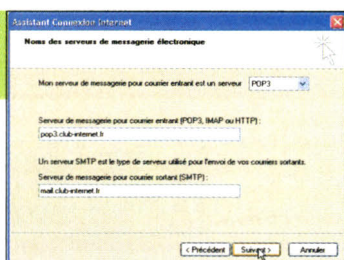 Assistant Connexion Internet
Noms des serveurs de messagerie électronique
Mon serveur de messagerie pour courrier entrant est un serveur POP3
Serveur de messagerie pour courrier entrant (POP3, IMAP ou HTTP) :
pop3.club-internet.fr
Un serveur SMTP est le type de serveur utilisé pour l'envoi de vos courriers sortants.
Serveur de messagerie pour courrier sortant (SMTP) :
mail.club-internet.fr
< Précédent Suivant > Annuler